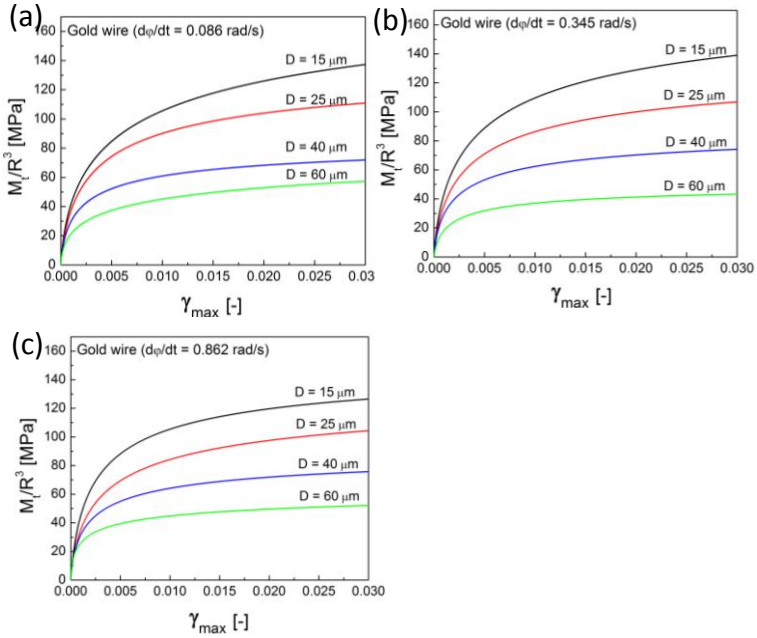 (a)
Gold wire (dφ/dt = 0.086 rad/s)
D = 15 μm
D = 25 μm
D = 40 μm
D = 60 μm
M_t/R³ [MPa]
160
140
120
100
80
60
40
20
0
0.000 0.005 0.010 0.015 0.020 0.025 0.03
γ_max [-]
(b)
Gold wire (dφ/dt = 0.345 rad/s)
D = 15 μm
D = 25 μm
D = 40 μm
D = 60 μm
M_t/R³ [MPa]
160
140
120
100
80
60
40
20
0
0.000 0.005 0.010 0.015 0.020 0.025 0.030
γ_max [-]
(c)
Gold wire (dφ/dt = 0.862 rad/s)
D = 15 μm
D = 25 μm
D = 40 μm
D = 60 μm
M_t/R³ [MPa]
160
140
120
100
80
60
40
20
0
0.000 0.005 0.010 0.015 0.020 0.025 0.030
γ_max [-]